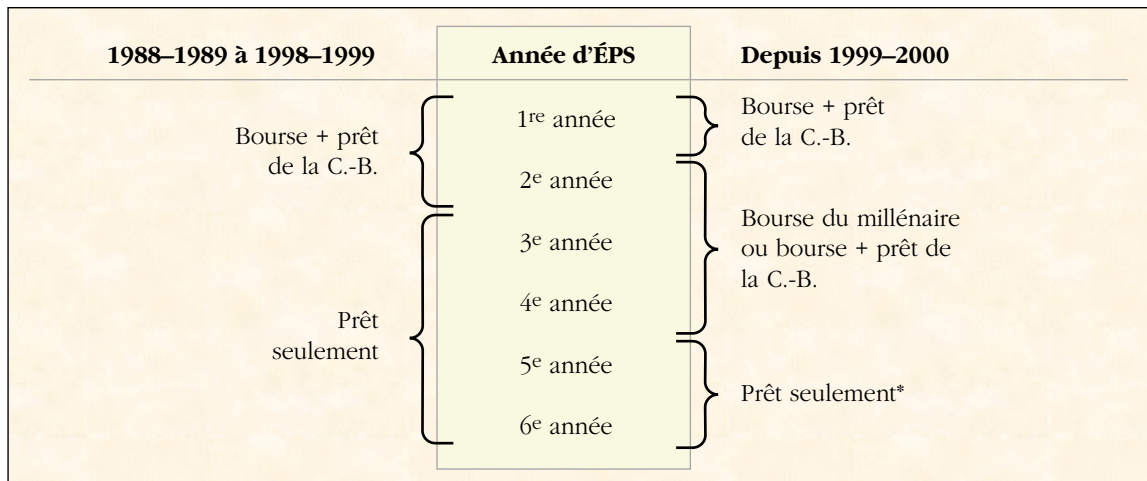 1988–1989 à 1998–1999
Année d'ÉPS
Depuis 1999–2000
Bourse + prêt
de la C.-B.
Prêt
seulement
1re année
2e année
3e année
4e année
5e année
6e année
Bourse + prêt
de la C.-B.
Bourse du millénaire
ou bourse + prêt de
la C.-B.
Prêt seulement*